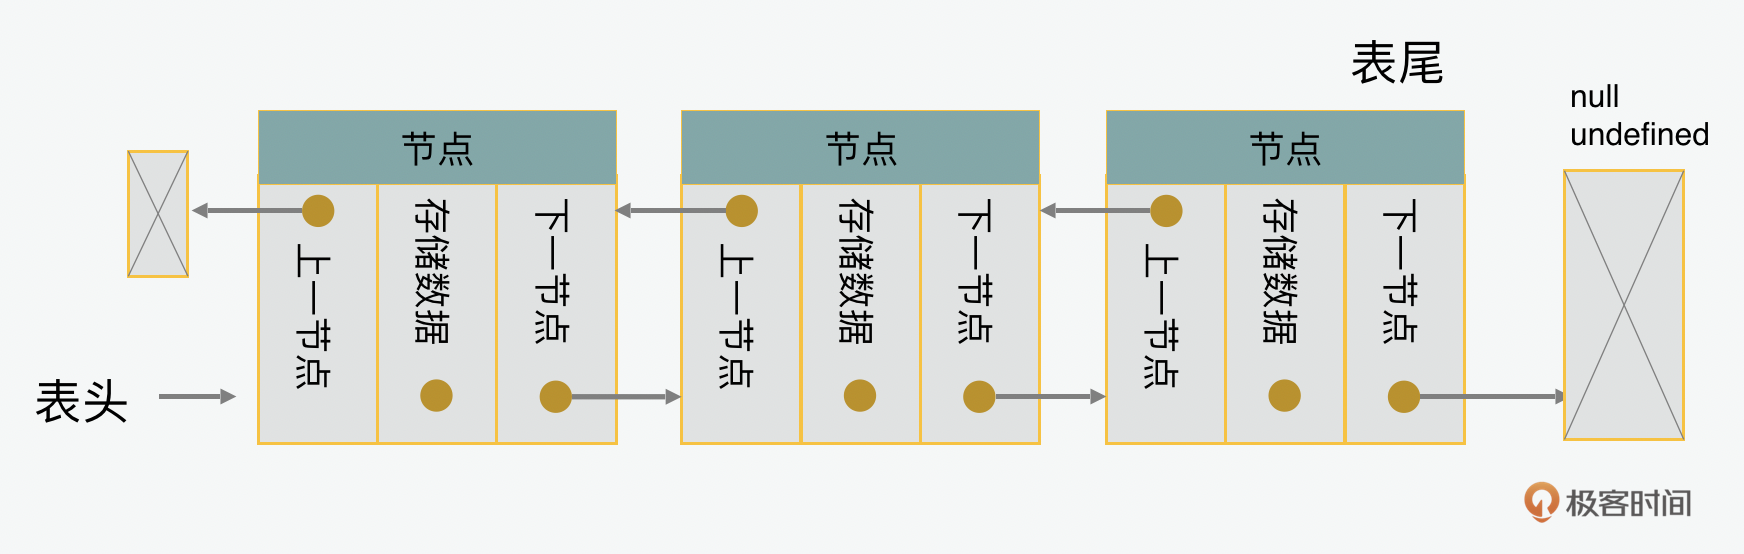 表尾
null
undefined
节点
节点
节点
上一节点
存储数据
下一节点
上一节点
存储数据
下一节点
上一节点
存储数据
下一节点
表头
极客时间